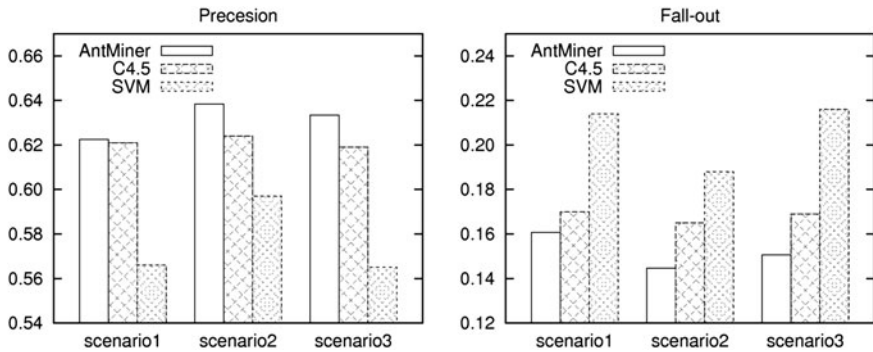 Precesion
0.66
0.64
0.62
0.60
0.58
0.56
0.54
AntMiner
C4.5
SVM
scenario1 scenario2 scenario3
Fall-out
0.24
0.22
0.20
0.18
0.16
0.14
0.12
AntMiner
C4.5
SVM
scenario1 scenario2 scenario3